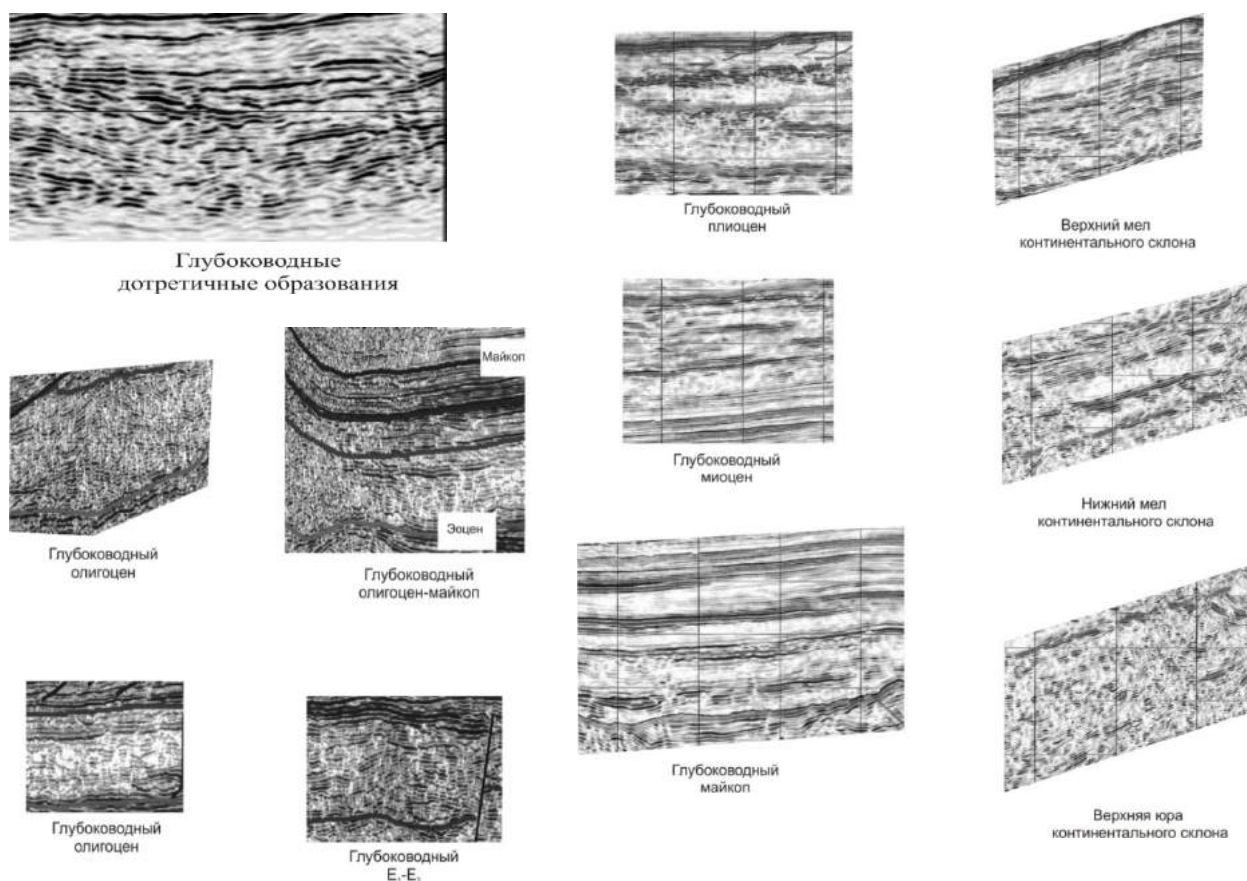 Глубоководные
дотретичные образования
Майкоп
Эоцен
Глубоководный
олигоцен
Глубоководный
олигоцен-майкоп
Глубоководный
олигоцен
Глубоководный
Глубоководный
плиоцен
Глубоководный
миоцен
Глубоководный
майкоп
Верхний мел
континентального склона
Нижний мел
континентального склона
Верхняя юра
континентального склона